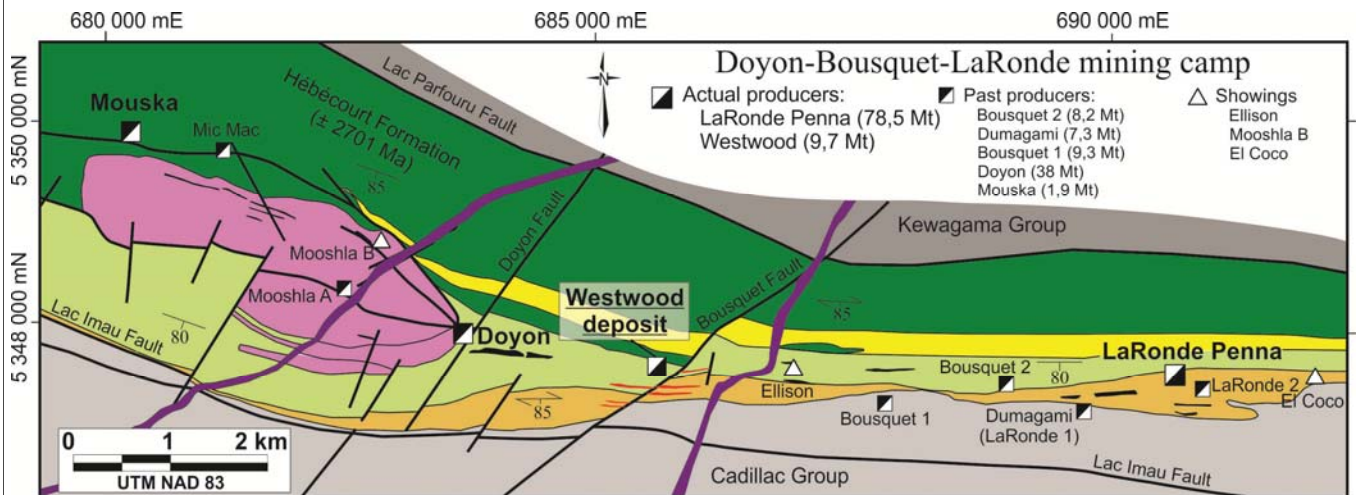 680 000 mE
685 000 mE
690 000 mE
5 350 000 mN
5 348 000 mN
Doyon-Bousquet-LaRonde mining camp
N
Actual producers:
LaRonde Penna (78,5 Mt)
Westwood (9,7 Mt)
Past producers:
Bousquet 2 (8,2 Mt)
Dumagami (7,3 Mt)
Bousquet 1 (9,3 Mt)
Doyon (38 Mt)
Mouska (1,9 Mt)
Showings
Ellison
Mooshla B
El Coco
Lac Parfouru Fault
Hébécourt Formation
(± 2701 Ma)
Mouska
Mic Mac
85
Kewagama Group
Mooshla B
Doyon Fault
Mooshla A
Westwood
deposit
Bousquet Fault
85
Lac Imau Fault
80
Doyon
LaRonde Penna
Bousquet 2
80
Ellison
LaRonde 2
El Coco
85
Bousquet 1
Dumagami
(LaRonde 1)
0 1 2 km
UTM NAD 83
Cadillac Group
Lac Imau Fault